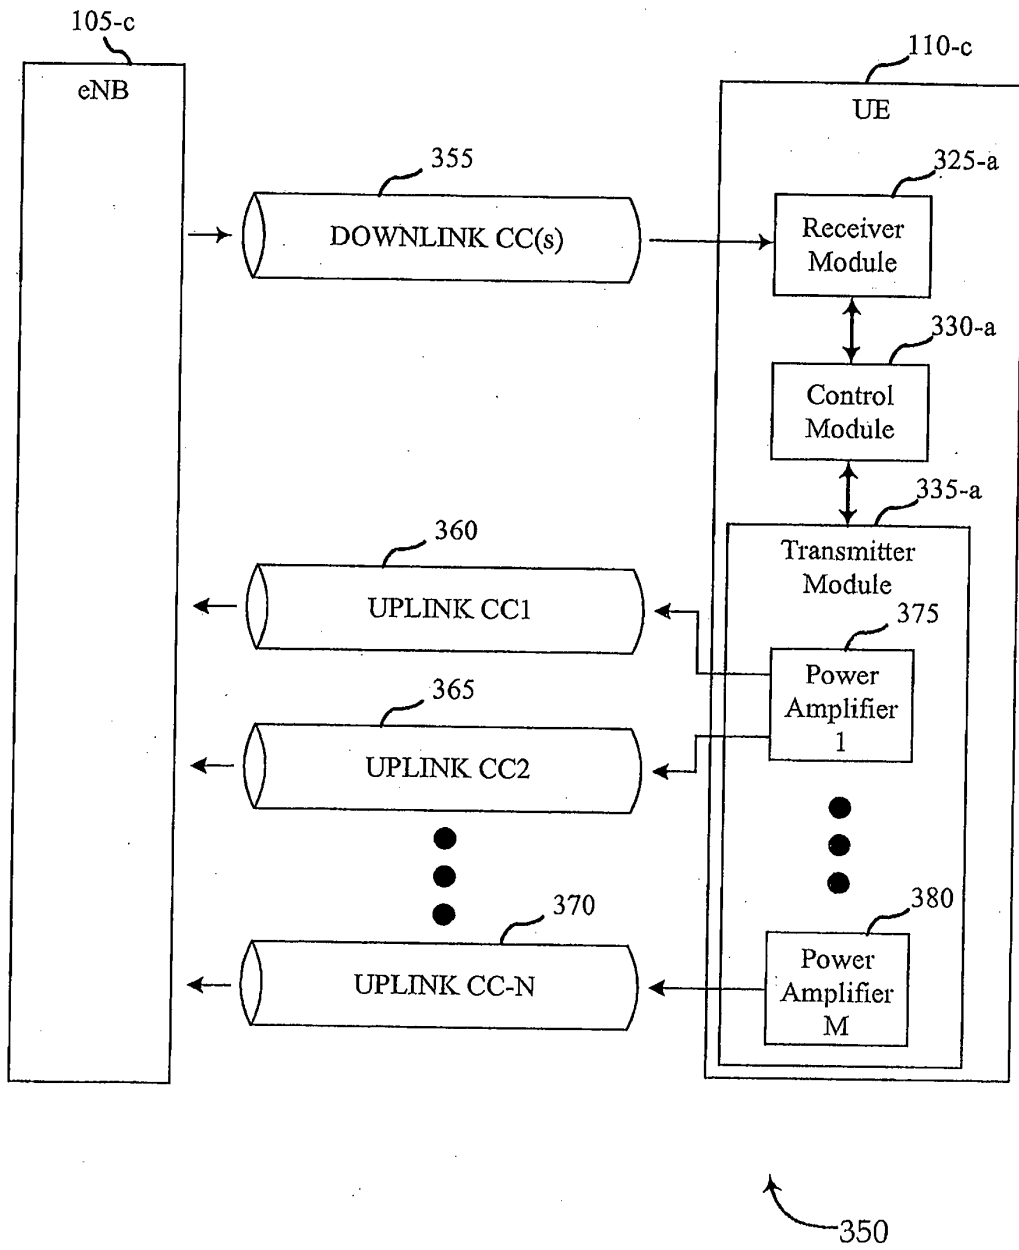 105-c
eNB
110-c
UE
355
DOWNLINK CC(s)
325-a
Receiver
Module
330-a
Control
Module
335-a
Transmitter
Module
360
UPLINK CC1
375
Power
Amplifier
1
365
UPLINK CC2
370
UPLINK CC-N
380
Power
Amplifier
M
350